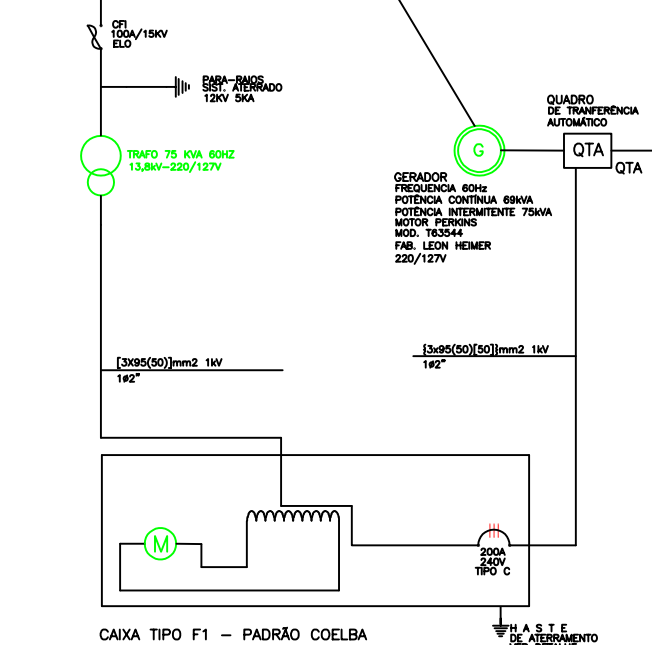 CF1
100A/15KV
ELO
PARA-RAIOS
SIST. ATERRADO
12KV 5KA
TRAFO 75 KVA 60HZ
13,8kV-220/127V
QUADRO
DE TRANFERÊNCIA
AUTOMÁTICO
G
QTA
QTA
GERADOR
FREQUENCIA 60Hz
POTÊNCIA CONTÍNUA 69kVA
POTÊNCIA INTERMITENTE 75kVA
MOTOR PERKINS
MOD. T63544
FAB. LEON HEIMER
220/127V
[3X95(50)]mm2 1kV
1ø2"
{3x95(50)[50]}mm2 1kV
1ø2"
M
200A
240V
TIPO C
CAIXA TIPO F1 – PADRÃO COELBA
H A S T E
DE ATERRAMENTO